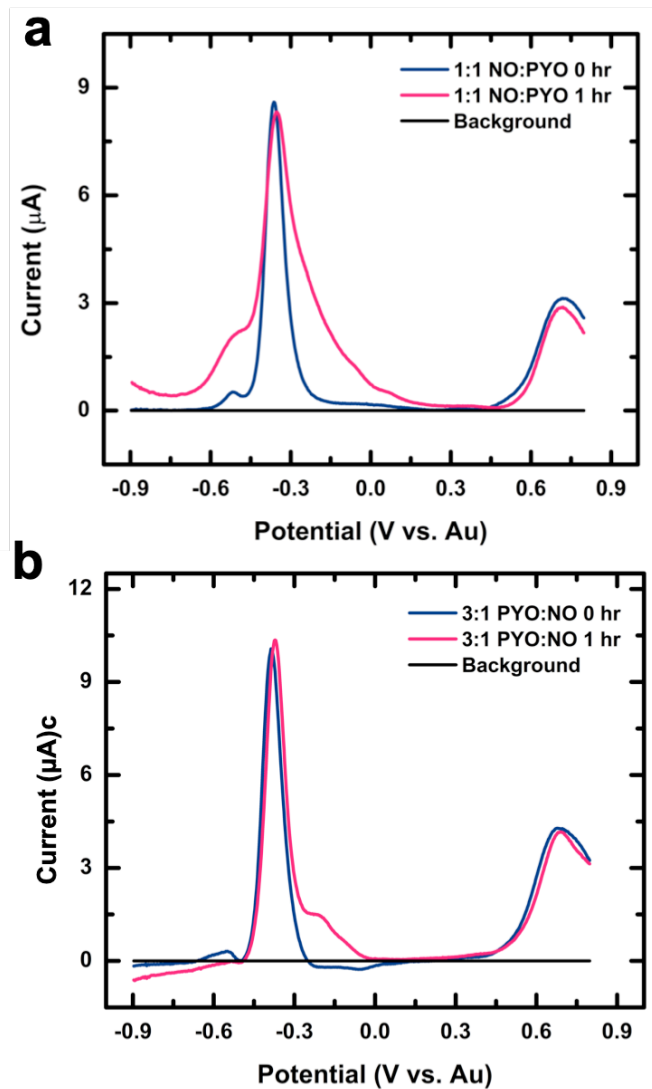 a
1:1 NO:PYO 0 hr
1:1 NO:PYO 1 hr
Background
9
6
3
0
Current (μA)
-0.9 -0.6 -0.3 0.0 0.3 0.6 0.9
Potential (V vs. Au)
b
12
3:1 PYO:NO 0 hr
3:1 PYO:NO 1 hr
Background
9
6
3
0
Current (μA)c
-0.9 -0.6 -0.3 0.0 0.3 0.6 0.9
Potential (V vs. Au)